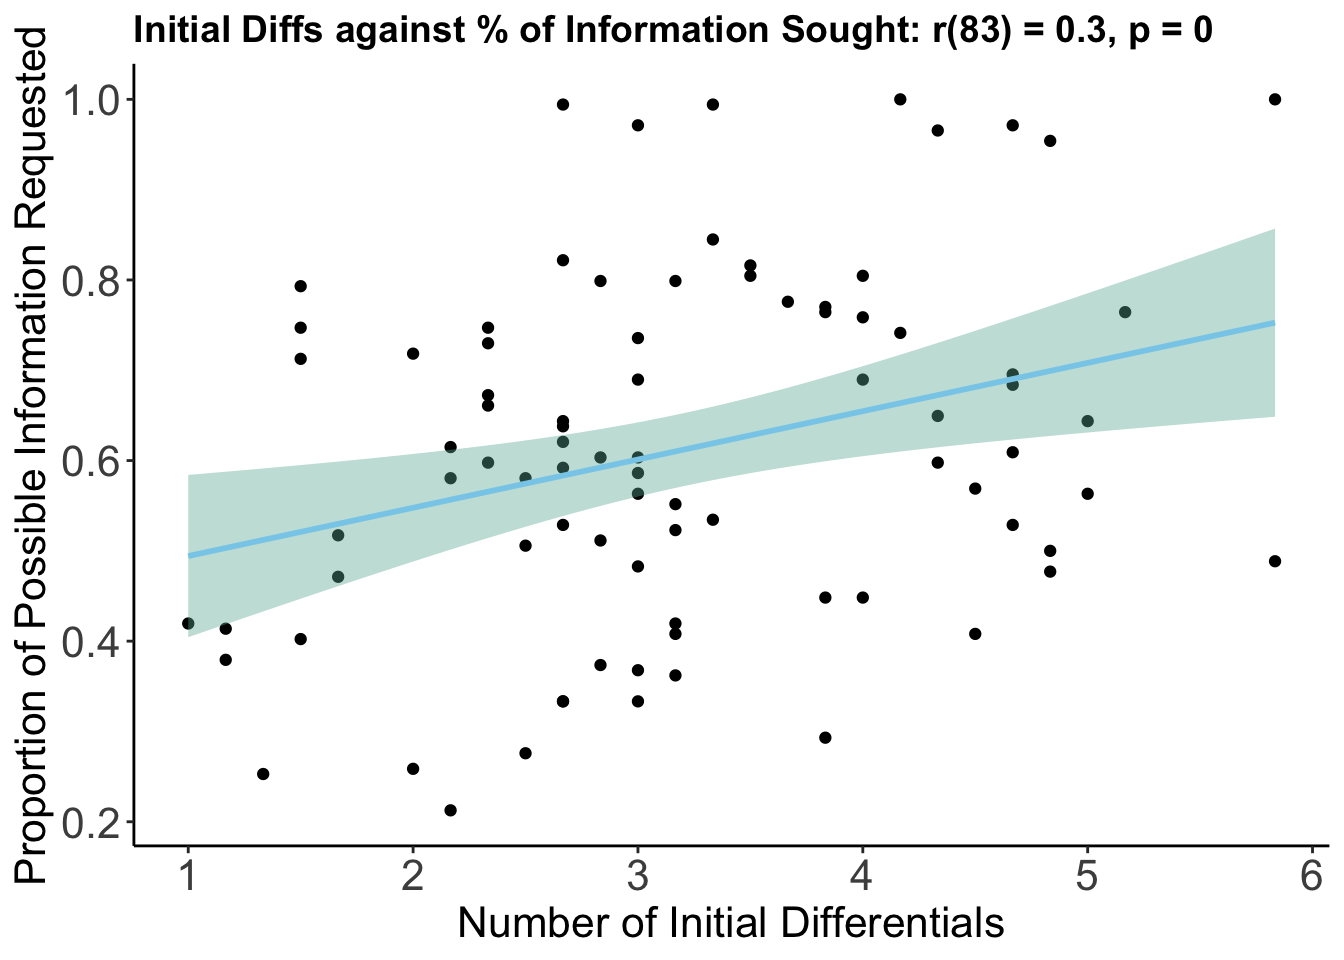 Initial Diffs against % of Information Sought: r(83) = 0.3, p = 0
Proportion of Possible Information Requested
1.0
0.8
0.6
0.4
0.2
1 2 3 4 5 6
Number of Initial Differentials